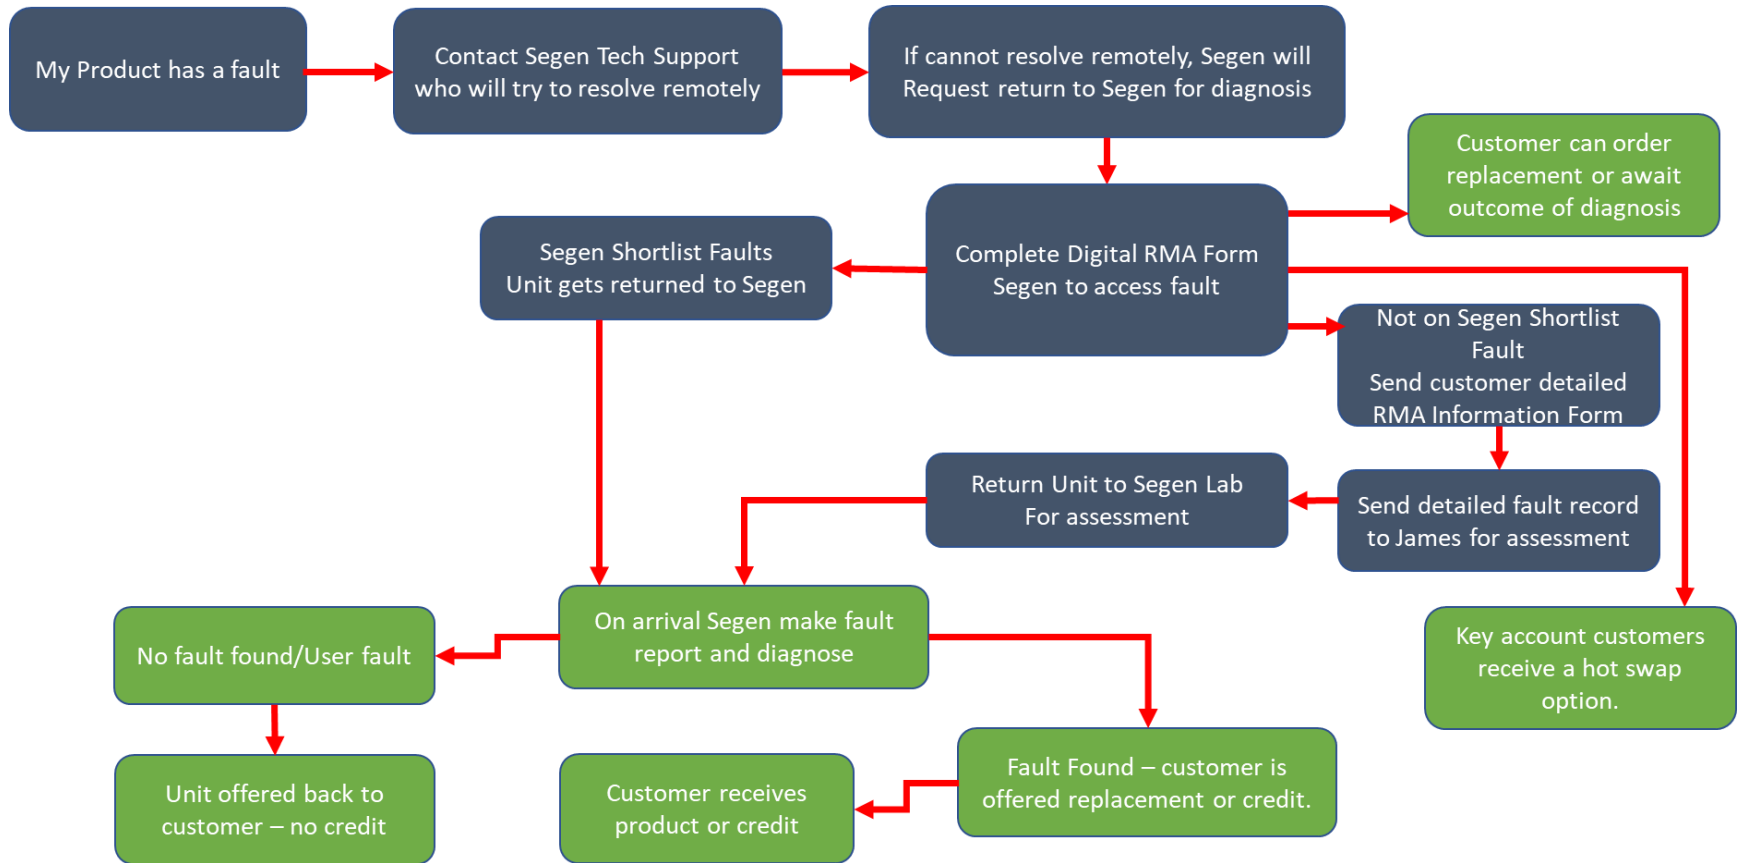 My Product has a fault
Contact Segen Tech Support
who will try to resolve remotely
If cannot resolve remotely, Segen will
Request return to Segen for diagnosis
Customer can order
replacement or await
outcome of diagnosis
Segen Shortlist Faults
Unit gets returned to Segen
Complete Digital RMA Form
Segen to access fault
Not on Segen Shortlist
Fault
Send customer detailed
RMA Information Form
Return Unit to Segen Lab
For assessment
Send detailed fault record
to James for assessment
On arrival Segen make fault
report and diagnose
No fault found/User fault
Key account customers
receive a hot swap
option.
Unit offered back to
customer – no credit
Customer receives
product or credit
Fault Found – customer is
offered replacement or credit.